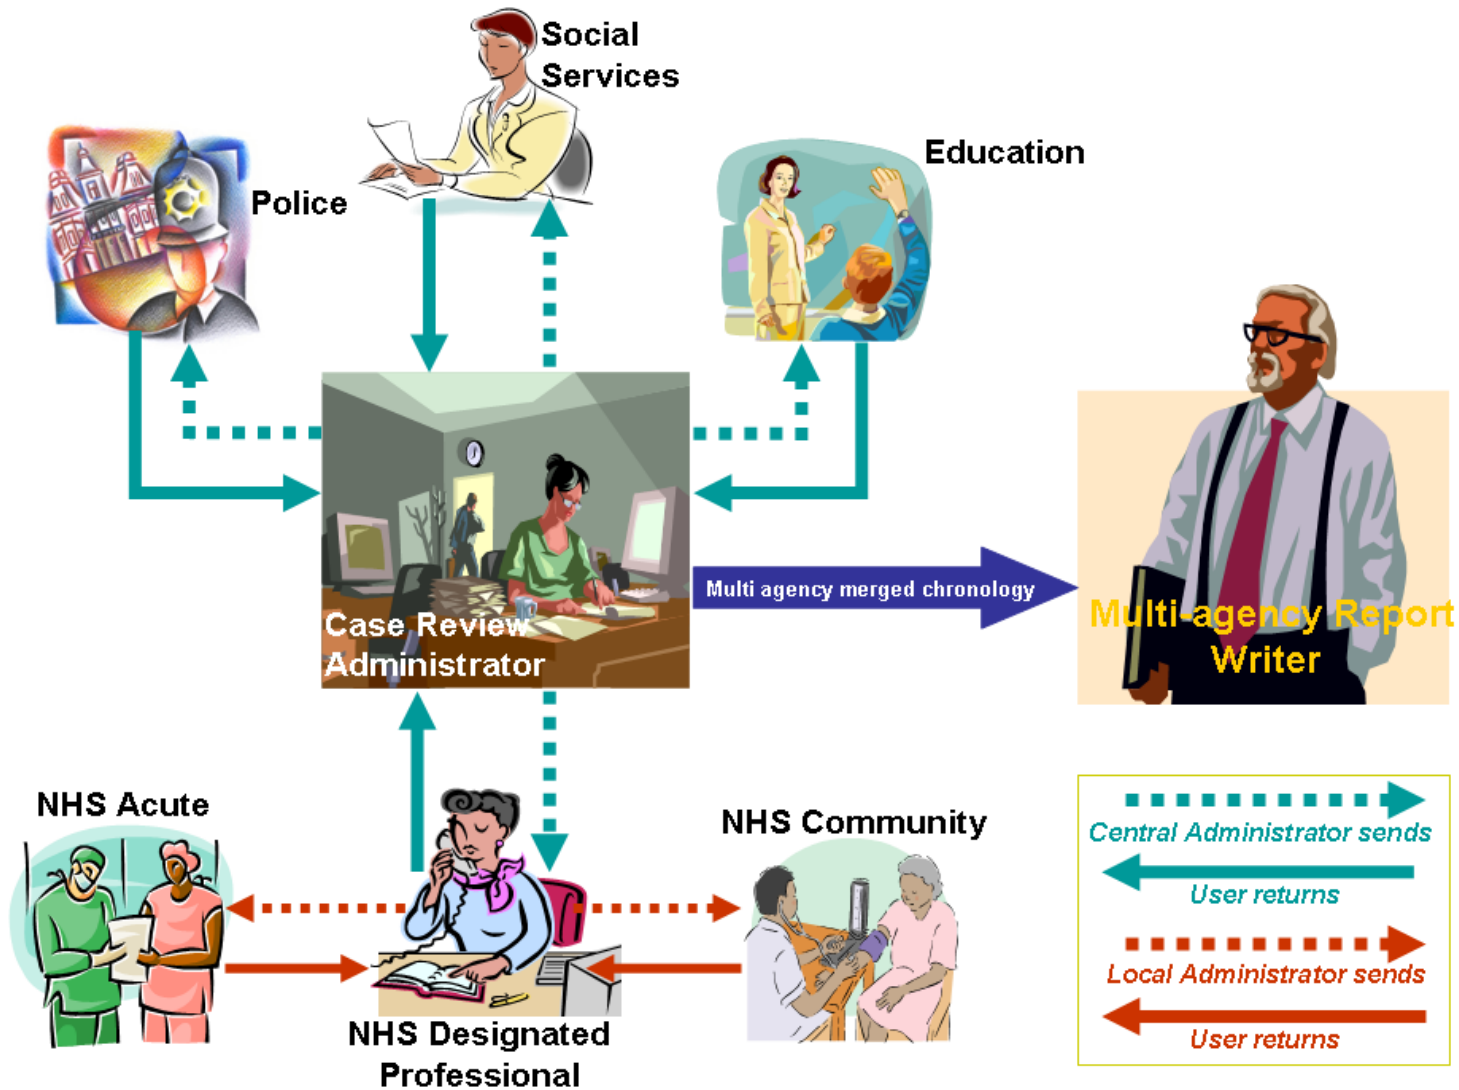 Social
Services
Education
Police
Multi agency merged chronology
Case Review
Administrator
Multi-agency Report
Writer
NHS Acute
NHS Community
NHS Designated
Professional
Central Administrator sends
User returns
Local Administrator sends
User returns